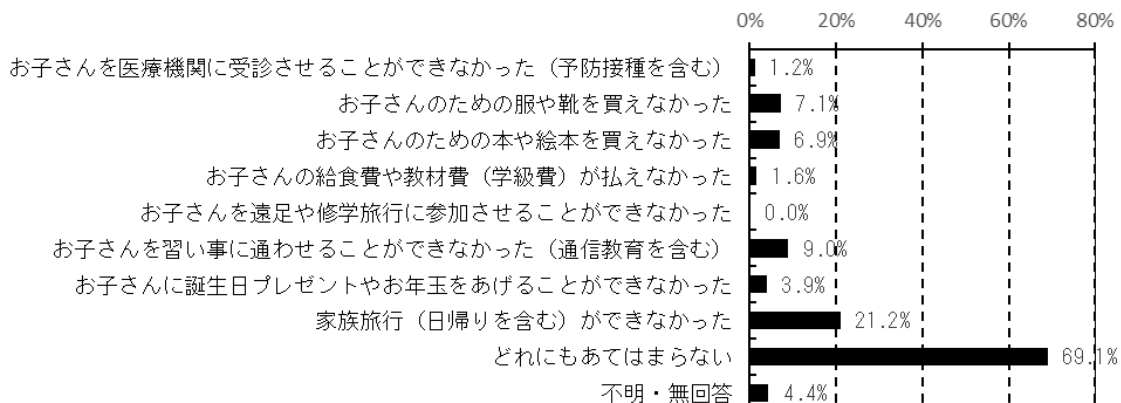 0% 20% 40% 60% 80%
お子さんを医療機関に受診させることができなかった（予防接種を含む） 1.2%
お子さんのための服や靴を買えなかった 7.1%
お子さんのための本や絵本を買えなかった 6.9%
お子さんの給食費や教材費（学級費）が払えなかった 1.6%
お子さんを遠足や修学旅行に参加させることができなかった 0.0%
お子さんを習い事に通わせることができなかった（通信教育を含む） 9.0%
お子さんに誕生日プレゼントやお年玉をあげることができなかった 3.9%
家族旅行（日帰りを含む）ができなかった 21.2%
どれにもあてはまらない 69.1%
不明・無回答 4.4%